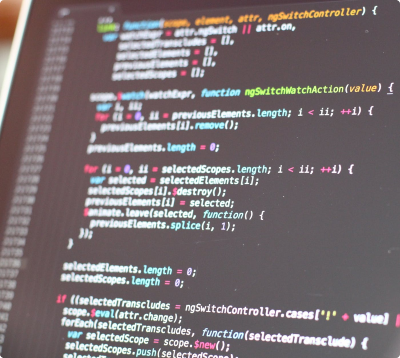 link: function(scope, element, attr, ngSwitchController) {
var watchExpr = attr.ngSwitch || attr.on,
selectedTranscludes = [],
selectedElements = [],
previousElements = [],
selectedScopes = [];
scope.$watch(watchExpr, function ngSwitchWatchAction(value) {
var i, ii;
for (i = 0, ii = previousElements.length; i < ii; ++i) {
previousElements[i].remove();
}
previousElements.length = 0;
for (i = 0, ii = selectedScopes.length; i < ii; ++i) {
var selected = selectedElements[i];
selectedScopes[i].$destroy();
previousElements[i] = selected;
$animate.leave(selected, function() {
previousElements.splice(i, 1);
});
}
selectedElements.length = 0;
selectedScopes.length = 0;
if ((selectedTranscludes = ngSwitchController.cases['!' + value] |
scope.$eval(attr.change);
forEach(selectedTranscludes, function(selectedTransclude) {
var selectedScope = scope.$new();
selectedScopes.push(selectedScope);